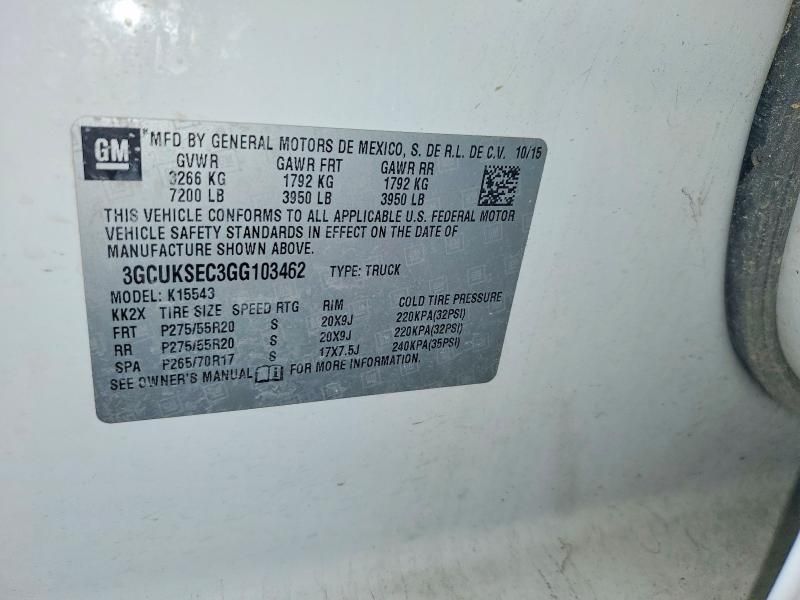 GM
MFD BY GENERAL MOTORS DE MEXICO, S. DE R.L. DE C.V. 10/15
GVWR GAWR FRT GAWR RR
3266 KG 1792 KG 1792 KG
7200 LB 3950 LB 3950 LB
THIS VEHICLE CONFORMS TO ALL APPLICABLE U.S. FEDERAL MOTOR
VEHICLE SAFETY STANDARDS IN EFFECT ON THE DATE OF
MANUFACTURE SHOWN ABOVE.
3GCUKSEC3GG103462 TYPE: TRUCK
MODEL: K15543
KK2X TIRE SIZE SPEED RTG RIM COLD TIRE PRESSURE
FRT P275/55R20 S 20X9J 220KPA(32PSI)
RR P275/55R20 S 20X9J 220KPA(32PSI)
SPA P265/70R17 S 17X7.5J 240KPA(35PSI)
SEE OWNER'S MANUAL FOR MORE INFORMATION.